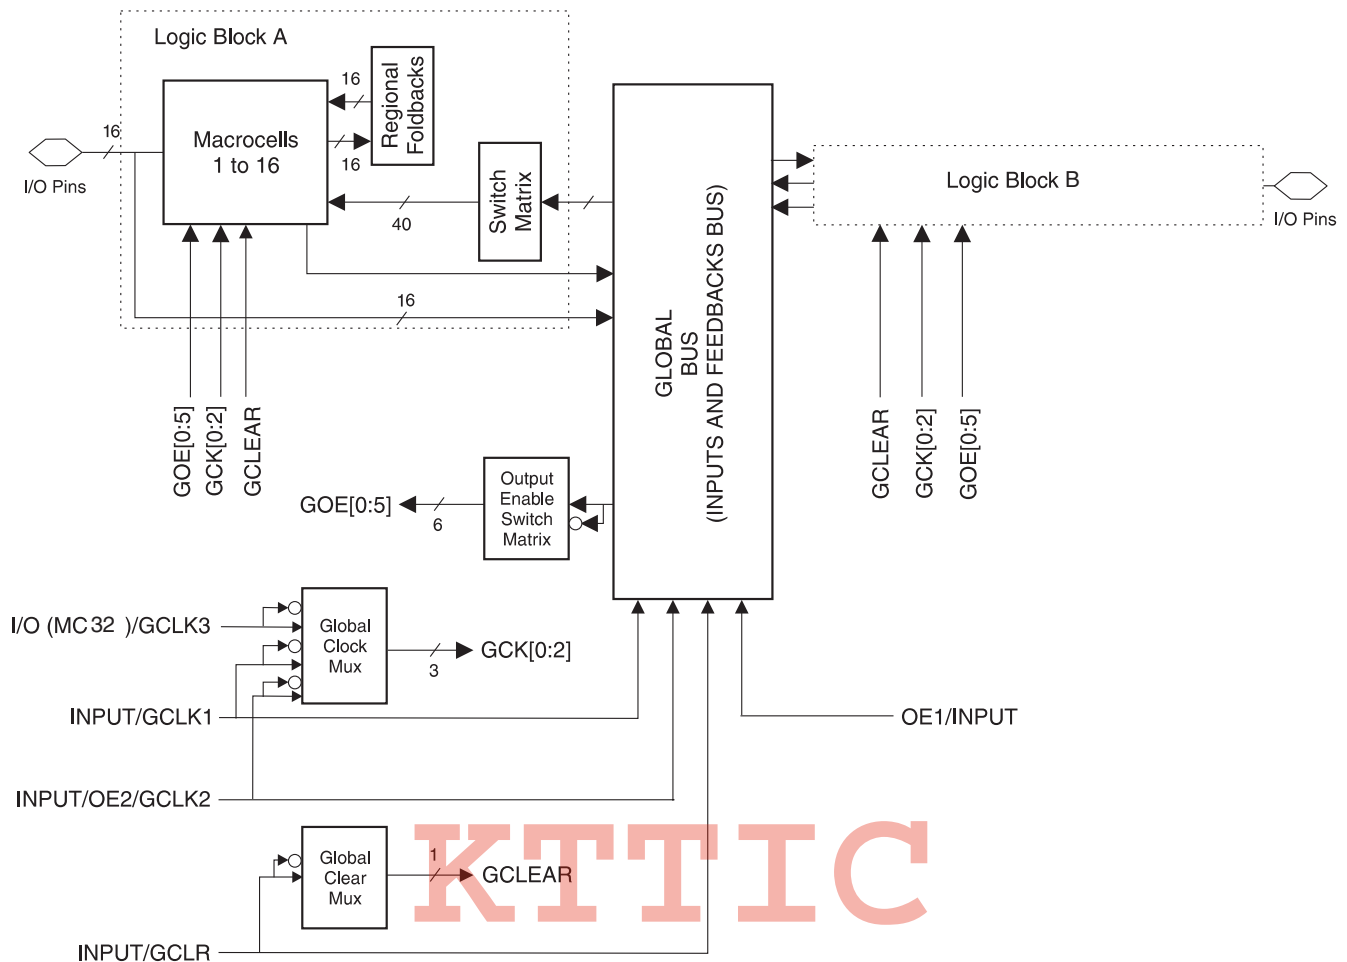 Logic Block A
16
Regional
Foldbacks
16
Macrocells
1 to 16
16
I/O Pins
40
Switch
Matrix
16
GOE[0:5]
GCK[0:2]
GCLEAR
GLOBAL
BUS
(INPUTS AND FEEDBACKS BUS)
Logic Block B
I/O Pins
GCLEAR
GCK[0:2]
GOE[0:5]
GOE[0:5]
6
Output
Enable
Switch
Matrix
I/O (MC32 )/GCLK3
Global
Clock
Mux
3
GCK[0:2]
INPUT/GCLK1
OE1/INPUT
INPUT/OE2/GCLK2
Global
Clear
Mux
1
GCLEAR
INPUT/GCLR
KTTIC